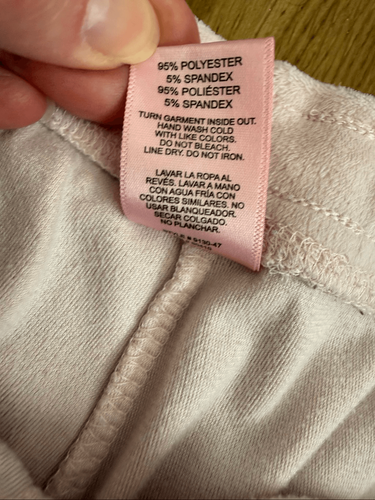 95% POLYESTER
5% SPANDEX
95% POLIÉSTER
5% SPANDEX
TURN GARMENT INSIDE OUT.
HAND WASH COLD
WITH LIKE COLORS.
DO NOT BLEACH.
LINE DRY. DO NOT IRON.
LAVAR LA ROPA AL
REVÉS. LAVAR A MANO
CON AGUA FRÍA CON
COLORES SIMILARES. NO
USAR BLANQUEADOR.
SECAR COLGADO.
NO PLANCHAR.
# 9130-47